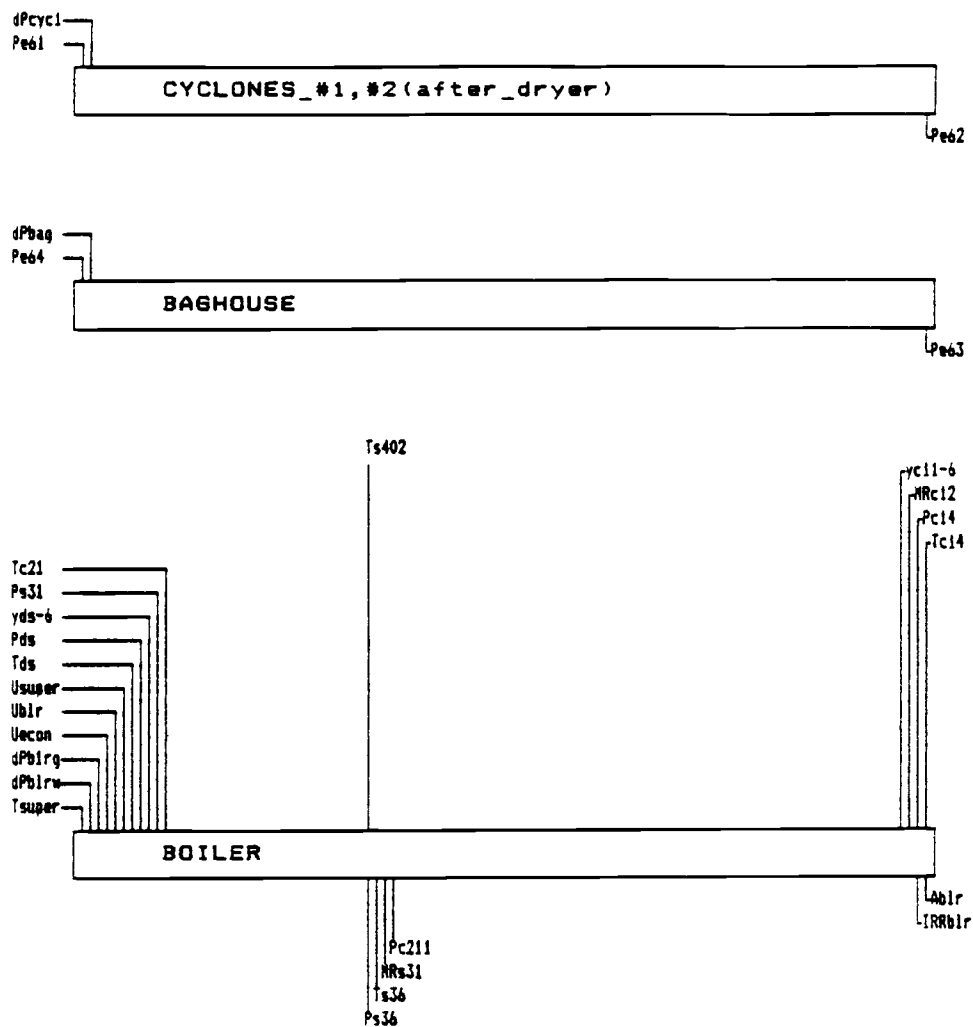 dPcyc1
Pe61
CYCLONES_#1,#2(after_dryer)
Pe62
dPbag
Pe64
BAGHOUSE
Pe63
Ts402
yc11-6
MRc12
Pc14
Tc14
Tc21
Ps31
yds-6
Pds
Tds
Usuper
Ublr
Uecon
dPblrg
dPblrw
Tsuper
BOILER
Ablr
IRRblr
Pc211
MRs31
Ts36
Ps36